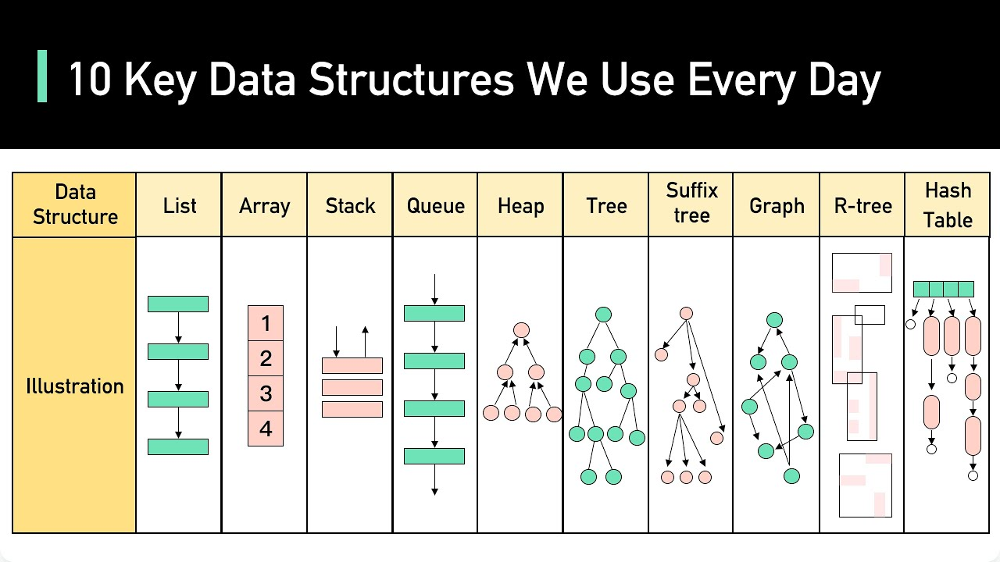 10 Key Data Structures We Use Every Day
Data
Structure
List
Array
Stack
Queue
Heap
Tree
Suffix
tree
Graph
R-tree
Hash
Table
Illustration
1
2
3
4